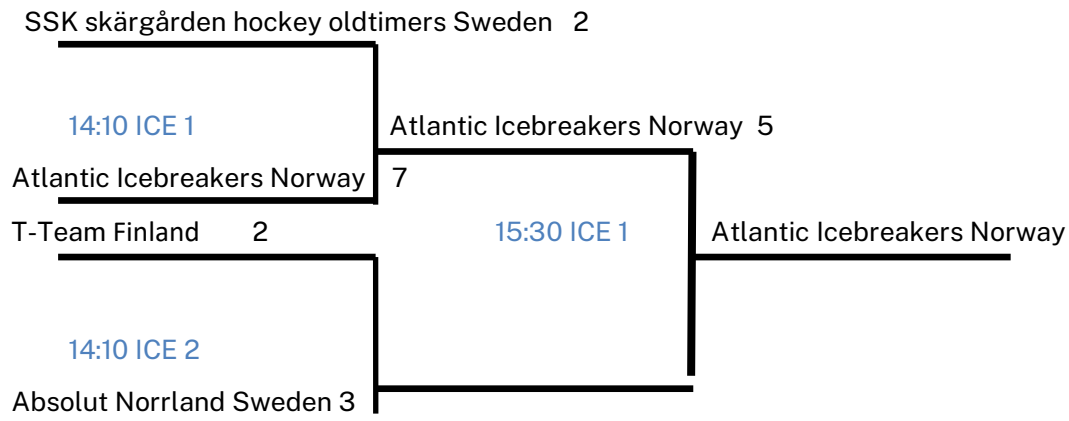 SSK skärgården hockey oldtimers Sweden 2
14:10 ICE 1
Atlantic Icebreakers Norway 5
Atlantic Icebreakers Norway 7
T-Team Finland 2
15:30 ICE 1
Atlantic Icebreakers Norway
14:10 ICE 2
Absolut Norrland Sweden 3